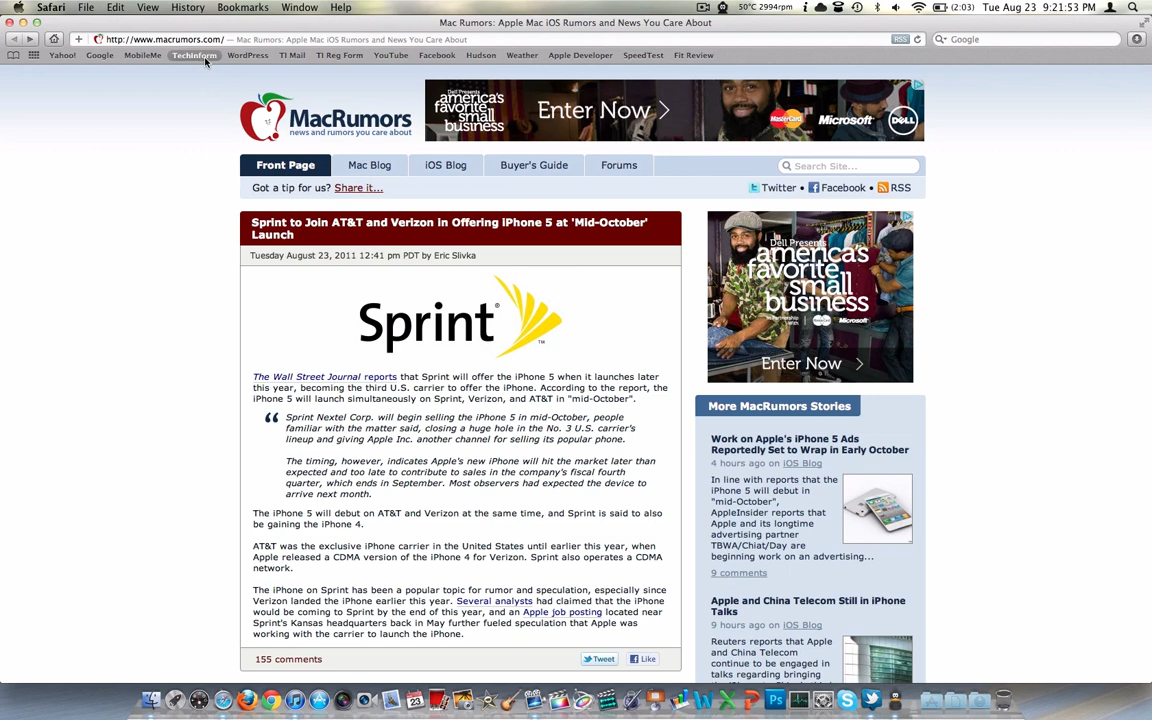 Safari File Edit View History Bookmarks Window Help 50°C 2994rpm (2:03) Tue Aug 23 9:21:53 PM
Mac Rumors: Apple Mac iOS Rumors and News You Care About
http://www.macrumors.com/ — Mac Rumors: Apple Mac iOS Rumors and News You Care About RSS Google
Yahoo! Google MobileMe TechInform WordPress TI Mail TI Reg Form YouTube Facebook Hudson Weather Apple Developer SpeedTest Fit Review
MacRumors
news and rumors you care about
Dell Presents
america's
favorite
small
business
Enter Now
MasterCard Microsoft DELL
Front Page Mac Blog iOS Blog Buyer's Guide Forums Search Site...
Got a tip for us? Share it... Twitter • Facebook • RSS
Sprint to Join AT&T and Verizon in Offering iPhone 5 at 'Mid-October'
Launch
Tuesday August 23, 2011 12:41 pm PDT by Eric Slivka
Sprint
The Wall Street Journal reports that Sprint will offer the iPhone 5 when it launches later
this year, becoming the third U.S. carrier to offer the iPhone. According to the report, the
iPhone 5 will launch simultaneously on Sprint, Verizon, and AT&T in "mid-October".
“ Sprint Nextel Corp. will begin selling the iPhone 5 in mid-October, people
familiar with the matter said, closing a huge hole in the No. 3 U.S. carrier's
lineup and giving Apple Inc. another channel for selling its popular phone.
The timing, however, indicates Apple's new iPhone will hit the market later than
expected and too late to contribute to sales in the company's fiscal fourth
quarter, which ends in September. Most observers had expected the device to
arrive next month.
The iPhone 5 will debut on AT&T and Verizon at the same time, and Sprint is said to also
be gaining the iPhone 4.
AT&T was the exclusive iPhone carrier in the United States until earlier this year, when
Apple released a CDMA version of the iPhone 4 for Verizon. Sprint also operates a CDMA
network.
The iPhone on Sprint has been a popular topic for rumor and speculation, especially since
Verizon landed the iPhone earlier this year. Several analysts had claimed that the iPhone
would be coming to Sprint by the end of this year, and an Apple job posting located near
Sprint's Kansas headquarters back in May further fueled speculation that Apple was
working with the carrier to launch the iPhone.
155 comments Tweet Like
Dell Presents
america's
favorite
small
business
Microsoft
Enter Now
More MacRumors Stories
Work on Apple's iPhone 5 Ads
Reportedly Set to Wrap in Early October
4 hours ago on iOS Blog
In line with reports that the
iPhone 5 will debut in
"mid-October",
AppleInsider reports that
Apple and its longtime
advertising partner
TBWA/Chiat/Day are
beginning work on an advertising...
9 comments
Apple and China Telecom Still in iPhone
Talks
9 hours ago on iOS Blog
Reuters reports that Apple
and China Telecom
continue to be engaged in
talks regarding bringing